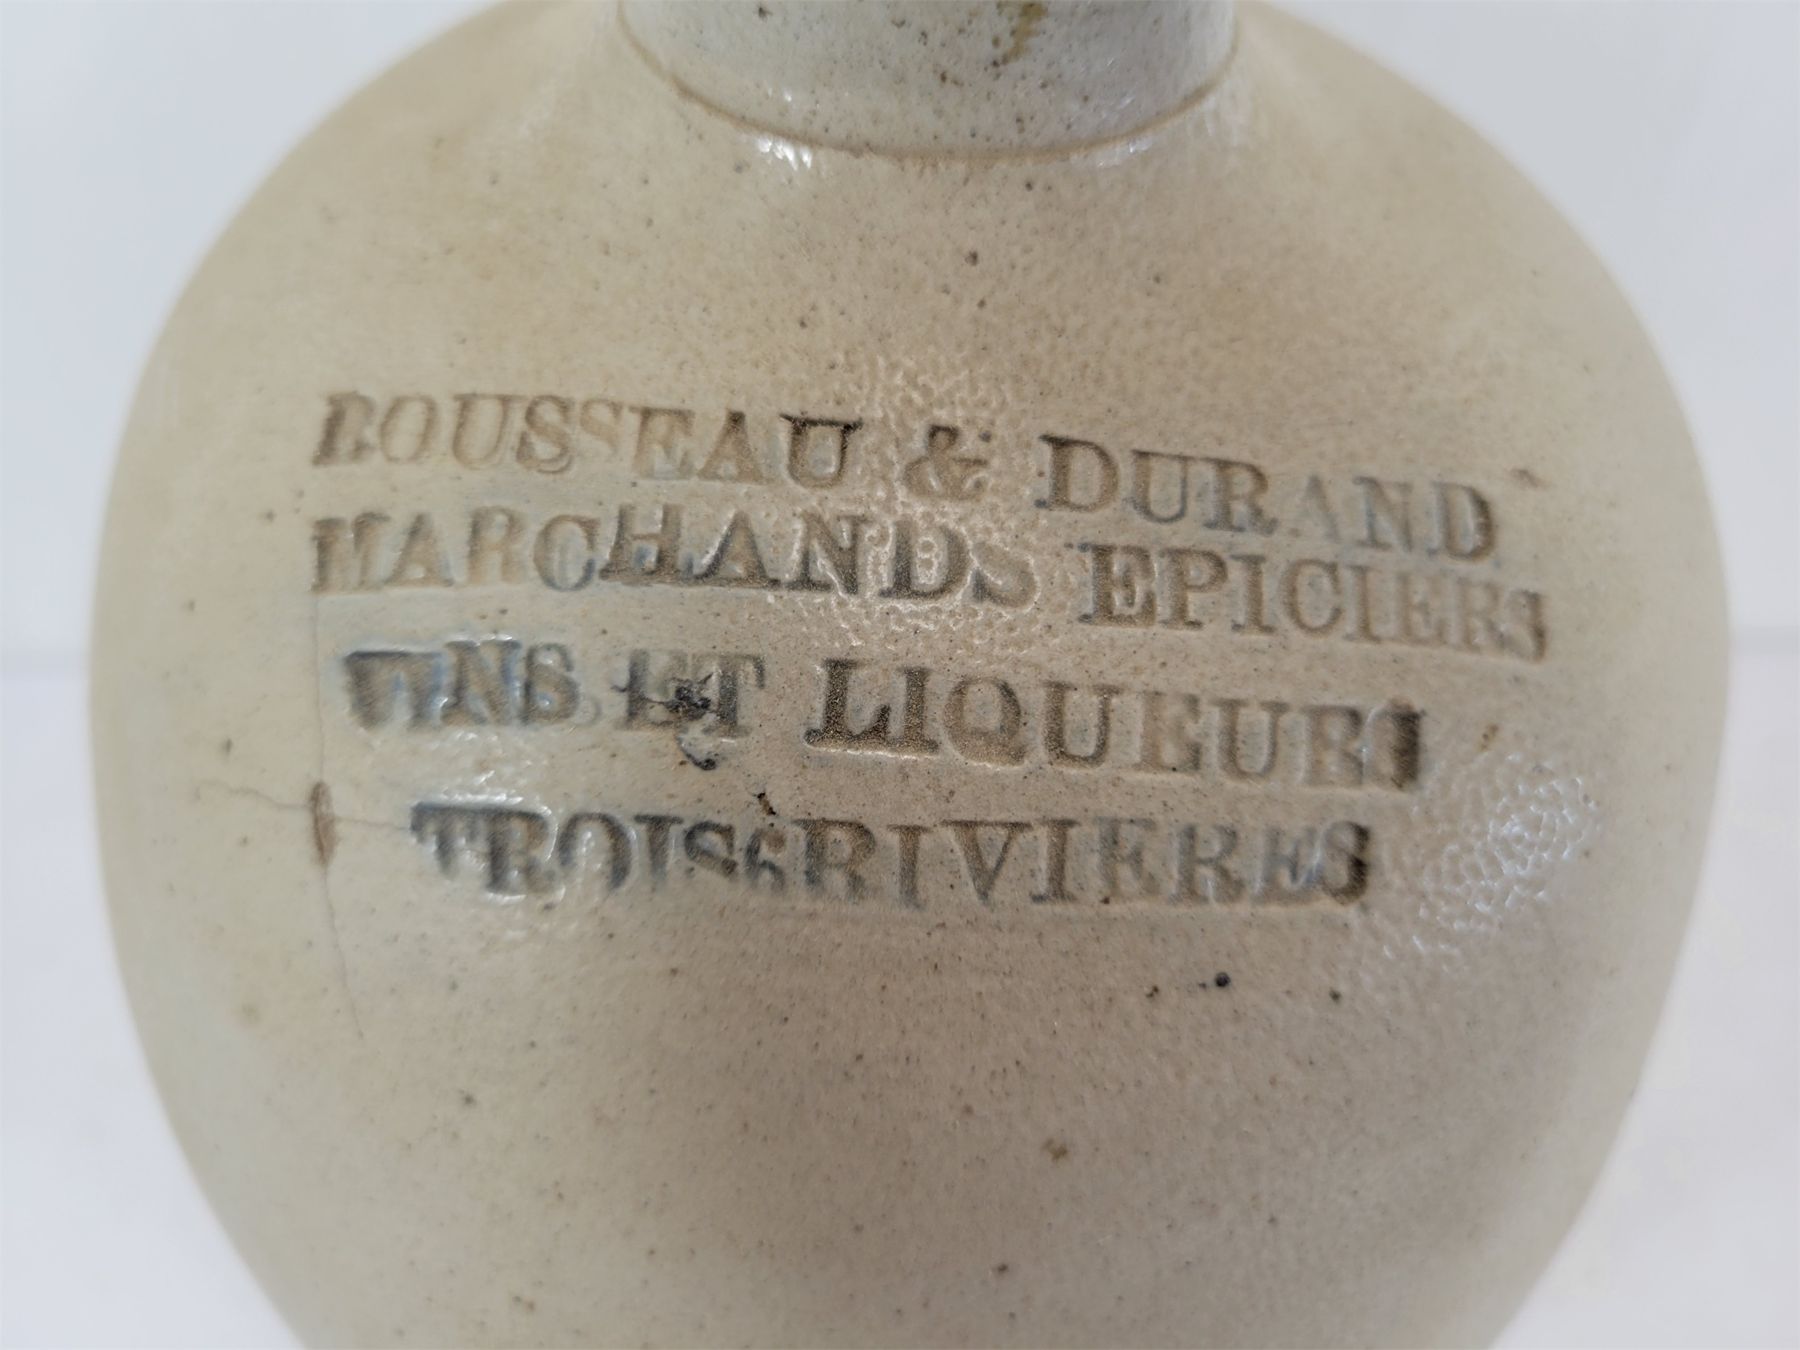 ROUSSEAU & DURAND
MARCHANDS EPICIERS
VINS ET LIQUEURS
TROIS RIVIERES